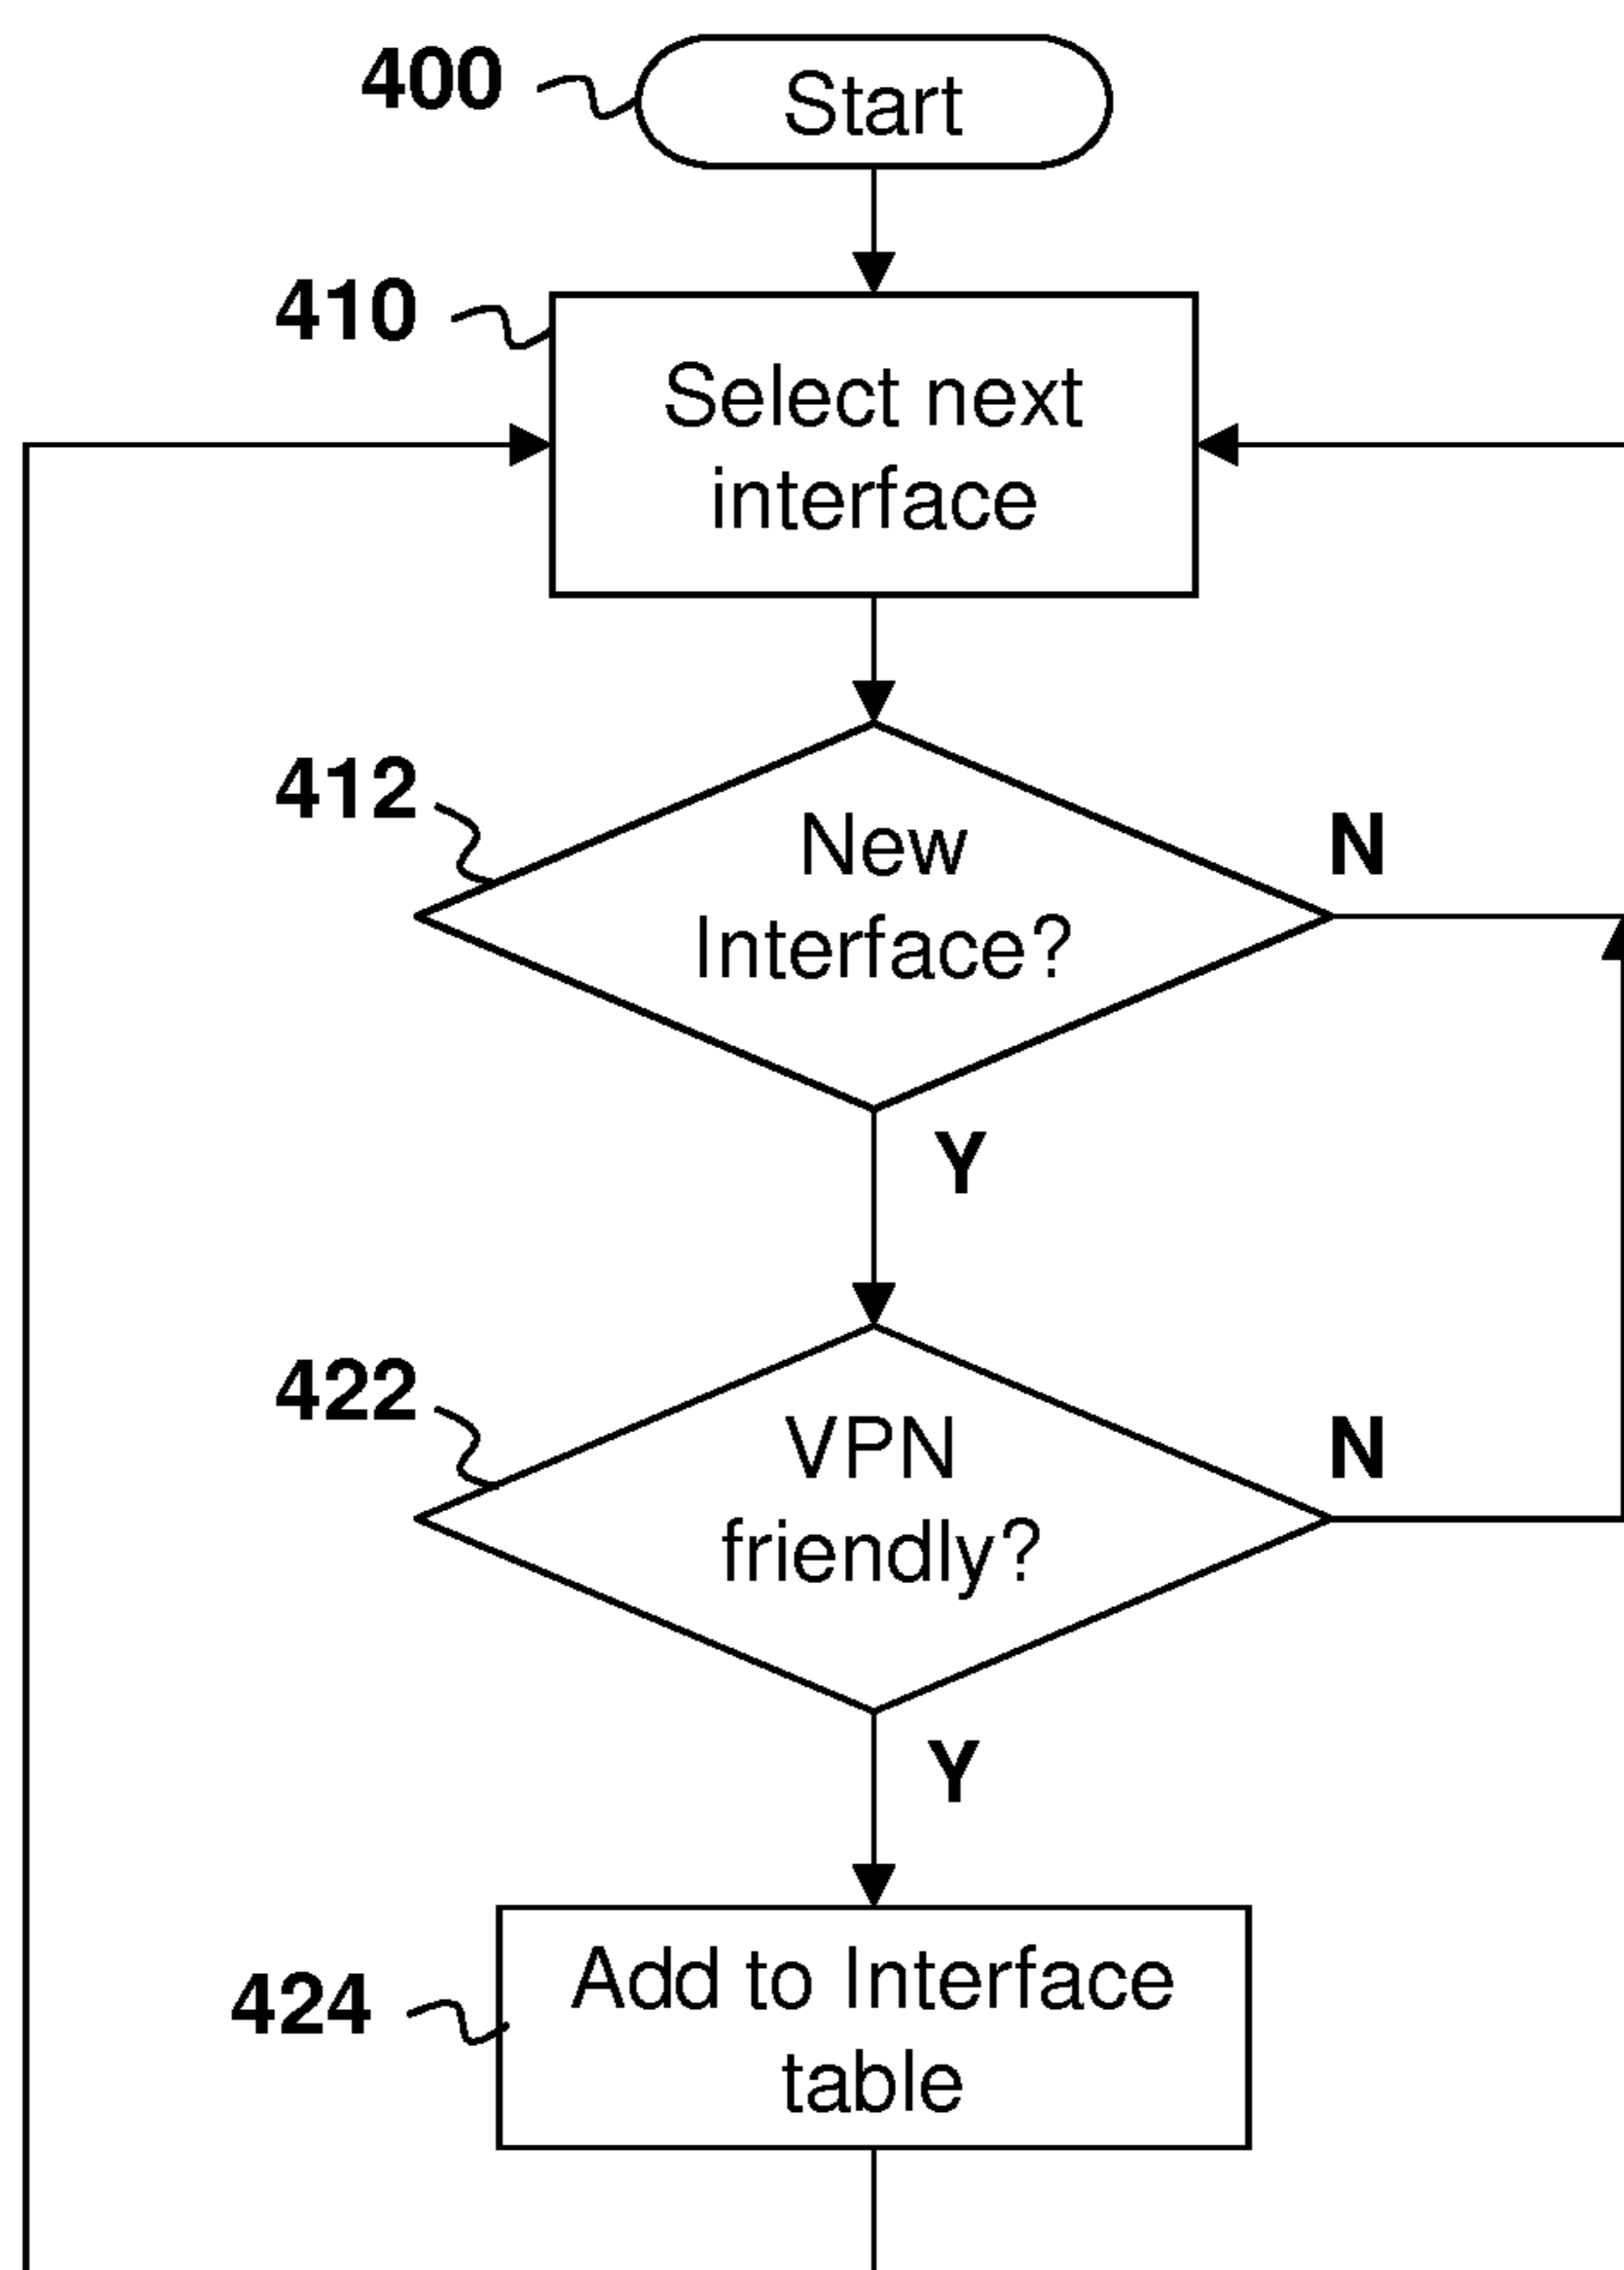 400
Start
410
Select next
interface
412
New
Interface?
N
Y
422
VPN
friendly?
N
Y
424
Add to Interface
table